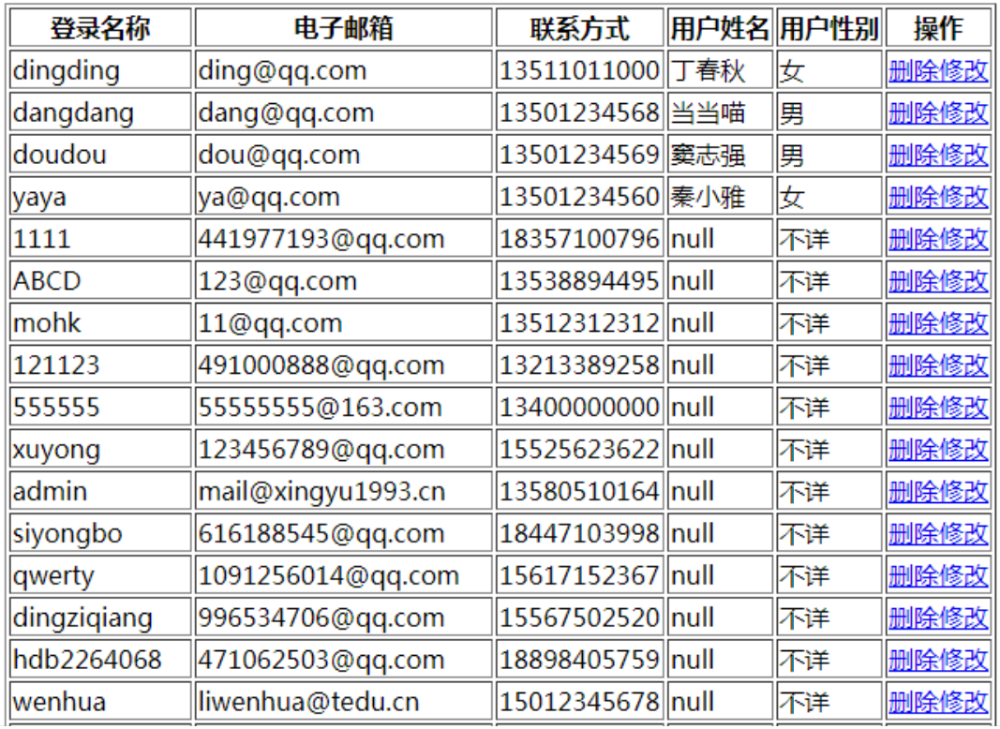 登录名称 电子邮箱 联系方式 用户姓名 用户性别 操作
dingding ding@qq.com 13511011000 丁春秋 女 删除修改
dangdang dang@qq.com 13501234568 当当喵 男 删除修改
doudou dou@qq.com 13501234569 窦志强 男 删除修改
yaya ya@qq.com 13501234560 秦小雅 女 删除修改
1111 441977193@qq.com 18357100796 null 不详 删除修改
ABCD 123@qq.com 13538894495 null 不详 删除修改
mohk 11@qq.com 13512312312 null 不详 删除修改
121123 491000888@qq.com 13213389258 null 不详 删除修改
555555 55555555@163.com 13400000000 null 不详 删除修改
xuyong 123456789@qq.com 15525623622 null 不详 删除修改
admin mail@xingyu1993.cn 13580510164 null 不详 删除修改
siyongbo 616188545@qq.com 18447103998 null 不详 删除修改
qwerty 1091256014@qq.com 15617152367 null 不详 删除修改
dingziqiang 996534706@qq.com 15567502520 null 不详 删除修改
hdb2264068 471062503@qq.com 18898405759 null 不详 删除修改
wenhua liwenhua@tedu.cn 15012345678 null 不详 删除修改